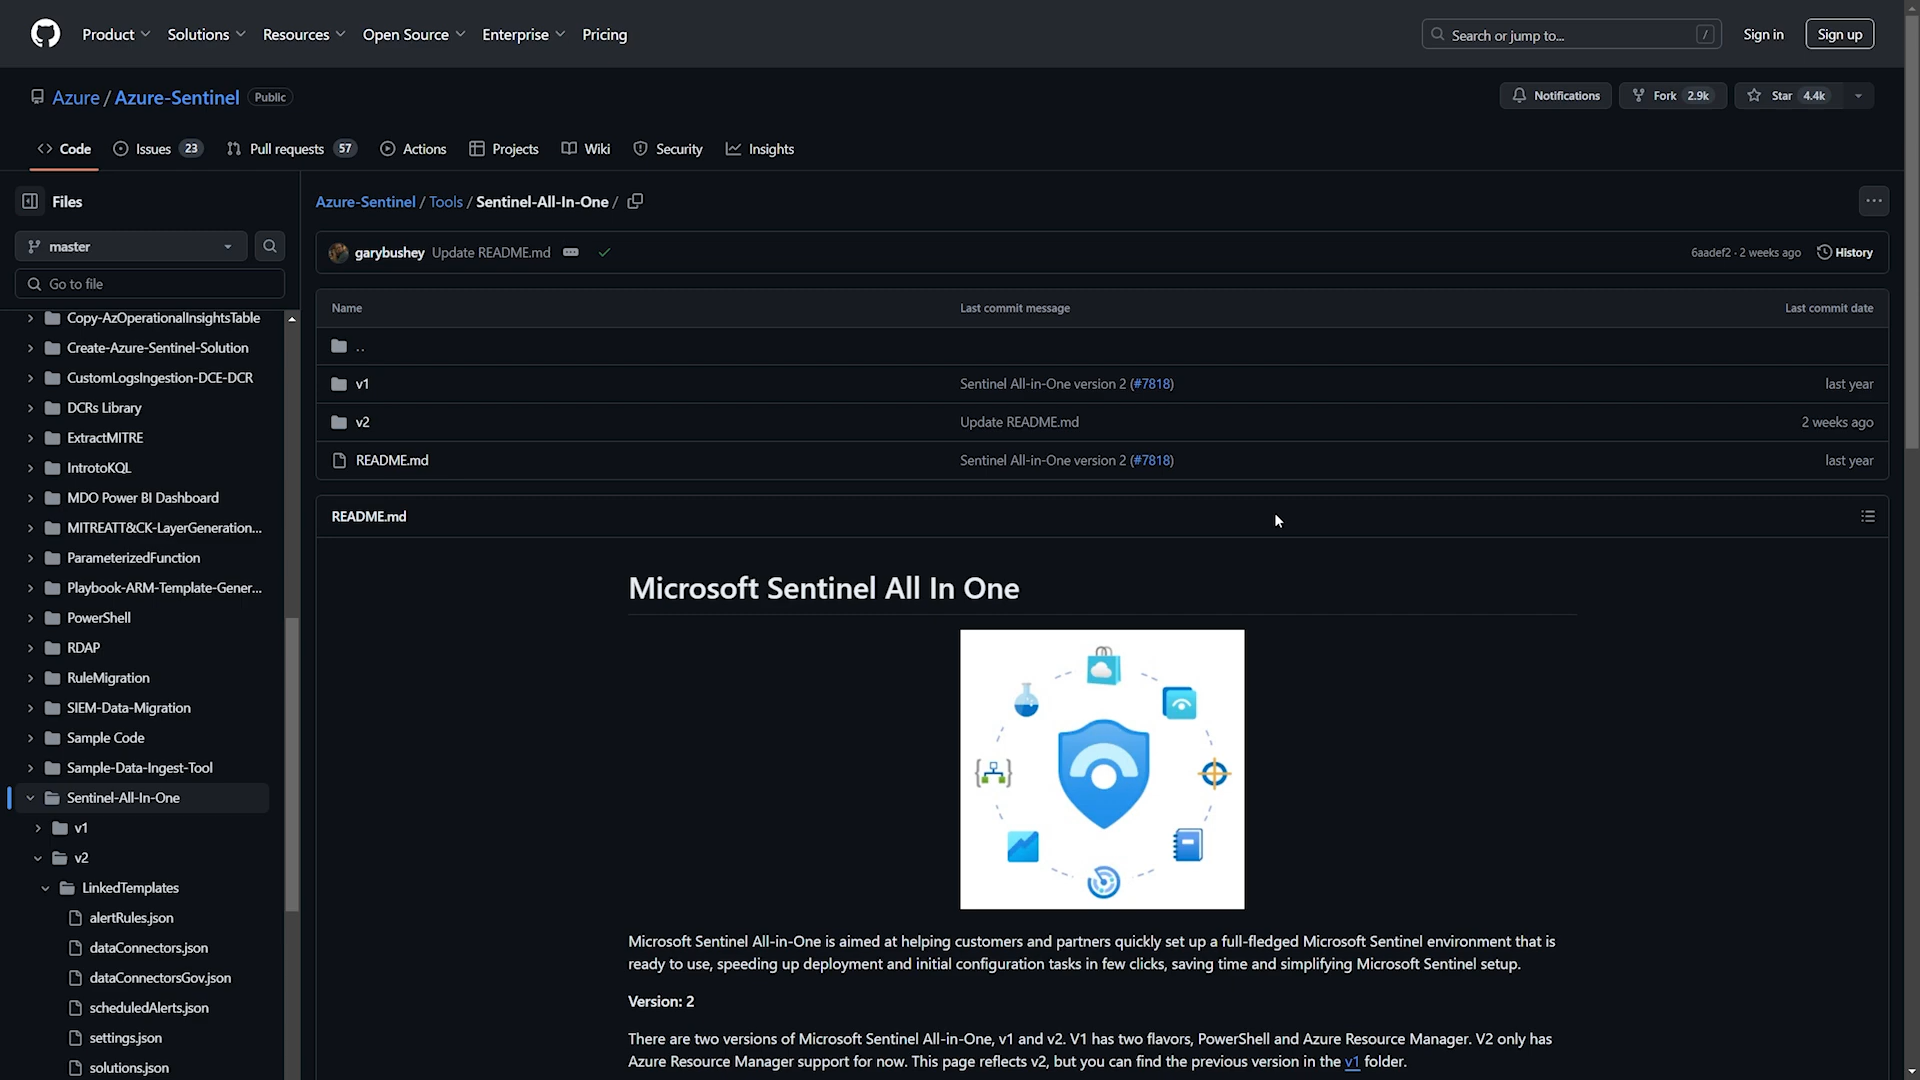 Product Solutions Resources Open Source Enterprise Pricing Search or jump to... / Sign in Sign up
Azure / Azure-Sentinel Public Notifications Fork 2.9k Star 4.4k
Code Issues 23 Pull requests 57 Actions Projects Wiki Security Insights
Files
master
Go to file
Copy-AzOperationalInsightsTable
Create-Azure-Sentinel-Solution
CustomLogsIngestion-DCE-DCR
DCRs Library
ExtractMITRE
IntrotoKQL
MDO Power BI Dashboard
MITREATT&CK-LayerGeneration...
ParameterizedFunction
Playbook-ARM-Template-Gener...
PowerShell
RDAP
RuleMigration
SIEM-Data-Migration
Sample Code
Sample-Data-Ingest-Tool
Sentinel-All-In-One
v1
v2
LinkedTemplates
alertRules.json
dataConnectors.json
dataConnectorsGov.json
scheduledAlerts.json
settings.json
solutions.json
Azure-Sentinel / Tools / Sentinel-All-In-One /
garybushey Update README.md 6aadef2 · 2 weeks ago History
Name Last commit message Last commit date
..
v1 Sentinel All-in-One version 2 (#7818) last year
v2 Update README.md 2 weeks ago
README.md Sentinel All-in-One version 2 (#7818) last year
README.md
Microsoft Sentinel All In One
Microsoft Sentinel All-in-One is aimed at helping customers and partners quickly set up a full-fledged Microsoft Sentinel environment that is
ready to use, speeding up deployment and initial configuration tasks in few clicks, saving time and simplifying Microsoft Sentinel setup.
Version: 2
There are two versions of Microsoft Sentinel All-in-One, v1 and v2. V1 has two flavors, PowerShell and Azure Resource Manager. V2 only has
Azure Resource Manager support for now. This page reflects v2, but you can find the previous version in the v1 folder.